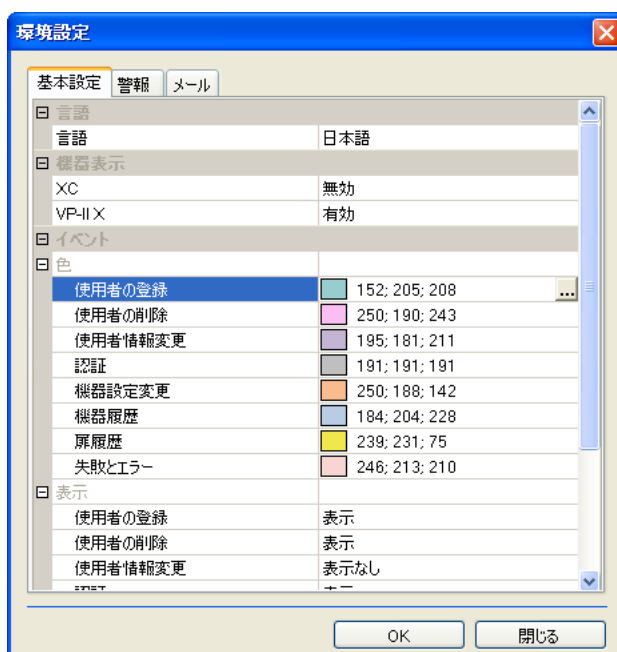 環境設定
基本設定 警報 メール
言語
言語 日本語
機器表示
XC 無効
VP-II X 有効
イベント
色
使用者の登録 152; 205; 208 ...
使用者の削除 250; 190; 243
使用者情報変更 195; 181; 211
認証 191; 191; 191
機器設定変更 250; 188; 142
機器履歴 184; 204; 228
扉履歴 239; 231; 75
失敗とエラー 246; 213; 210
表示
使用者の登録 表示
使用者の削除 表示
使用者情報変更 表示なし
OK 閉じる